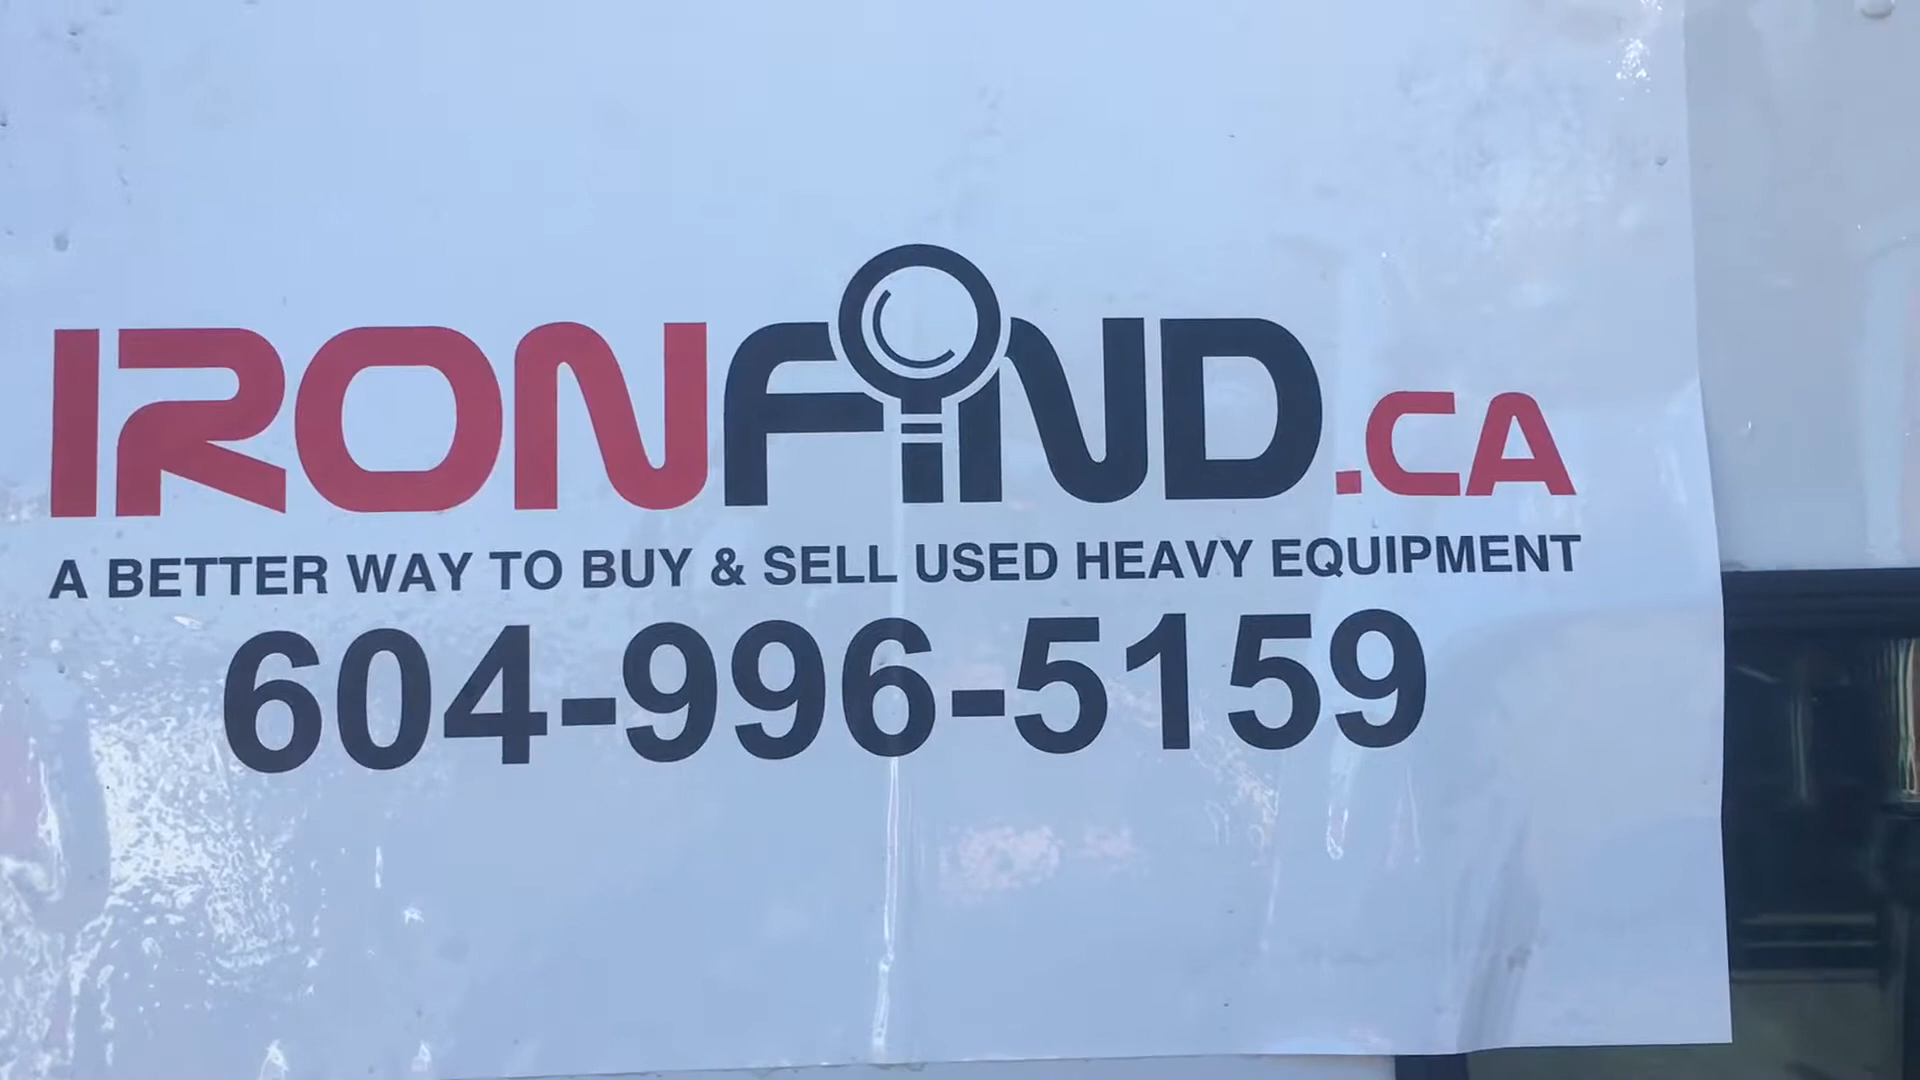 IRONFIND.CA
A BETTER WAY TO BUY & SELL USED HEAVY EQUIPMENT
604-996-5159